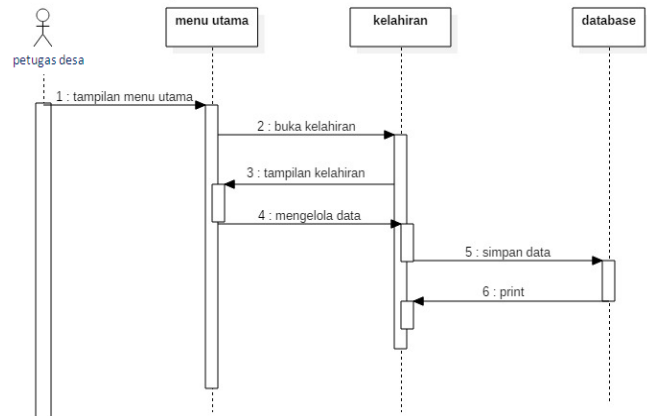 menu utama
kelahiran
database
petugas desa
1 : tampilan menu utama
2 : buka kelahiran
3 : tampilan kelahiran
4 : mengelola data
5 : simpan data
6 : print